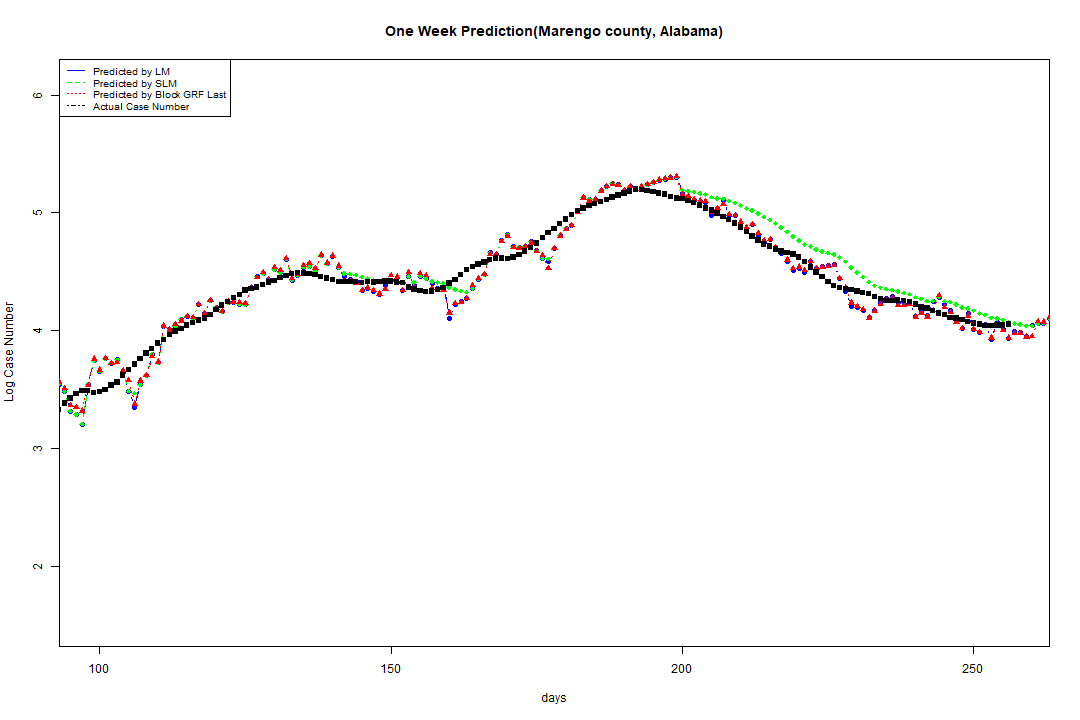 One Week Prediction(Marengo county, Alabama)
Predicted by LM
Predicted by SLM
Predicted by Block GRF Last
Actual Case Number
6
5
4
3
2
Log Case Number
100 150 200 250
days